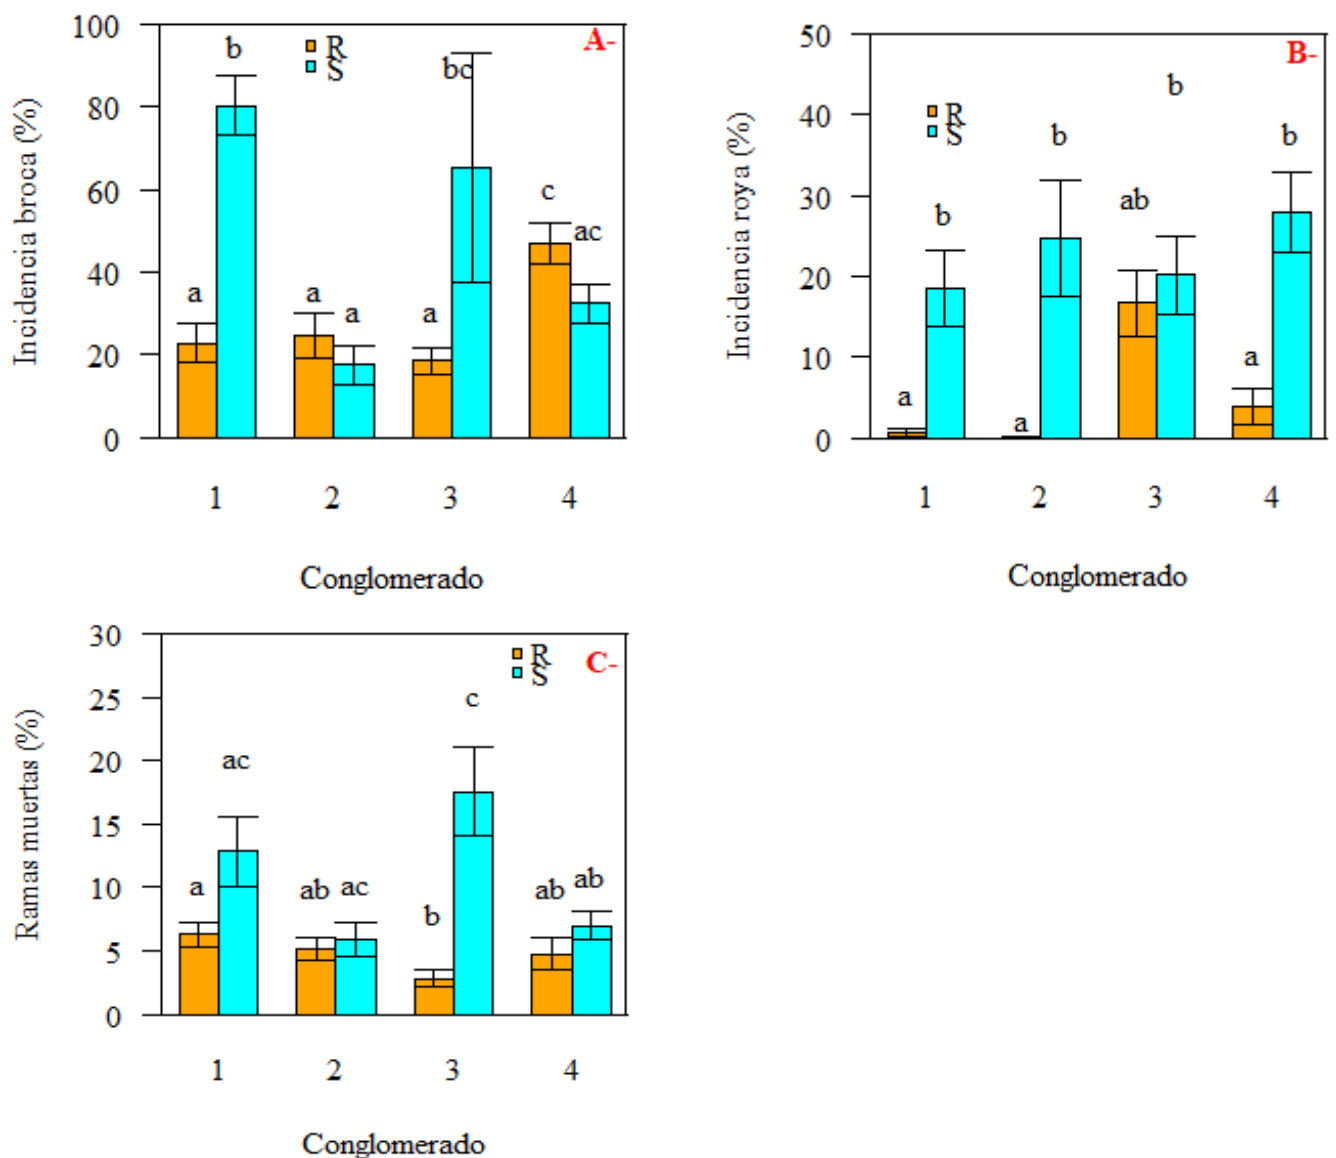 A-
Incidencia broca (%)
100
80
60
40
20
0
R
S
a
b
a
a
a
bc
c
ac
1 2 3 4
Conglomerado
B-
Incidencia roya (%)
50
40
30
20
10
0
R
S
a
b
a
b
ab
b
a
b
1 2 3 4
Conglomerado
C-
Ramas muertas (%)
30
25
20
15
10
5
0
R
S
a
ac
ab
ac
b
c
ab
ab
1 2 3 4
Conglomerado